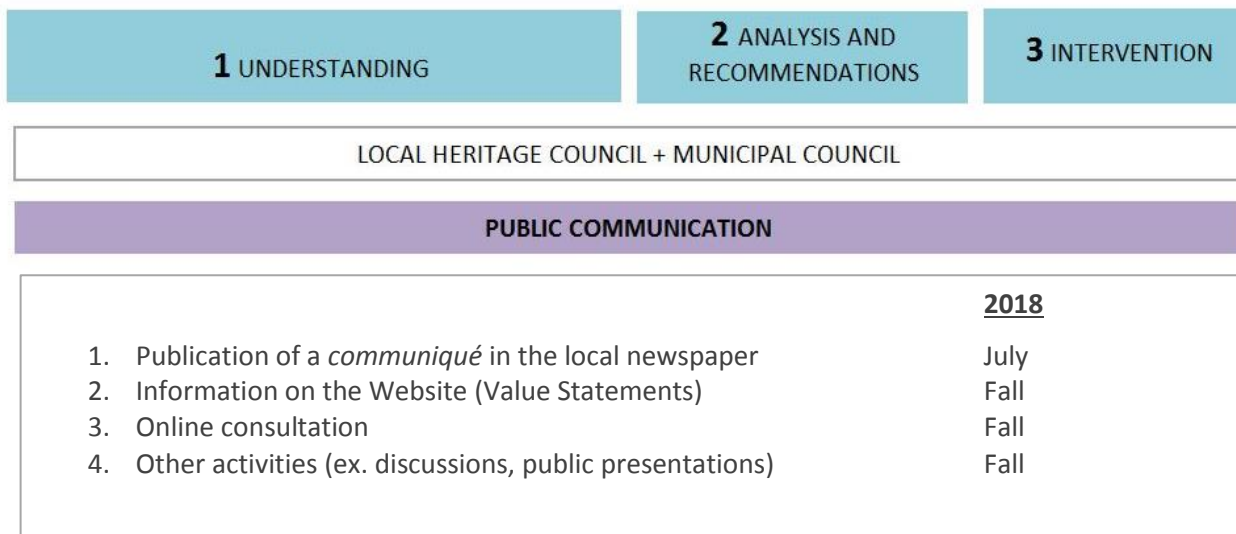 1 UNDERSTANDING
2 ANALYSIS AND
RECOMMENDATIONS
3 INTERVENTION
LOCAL HERITAGE COUNCIL + MUNICIPAL COUNCIL
PUBLIC COMMUNICATION
2018
1. Publication of a communiqué in the local newspaper July
2. Information on the Website (Value Statements) Fall
3. Online consultation Fall
4. Other activities (ex. discussions, public presentations) Fall